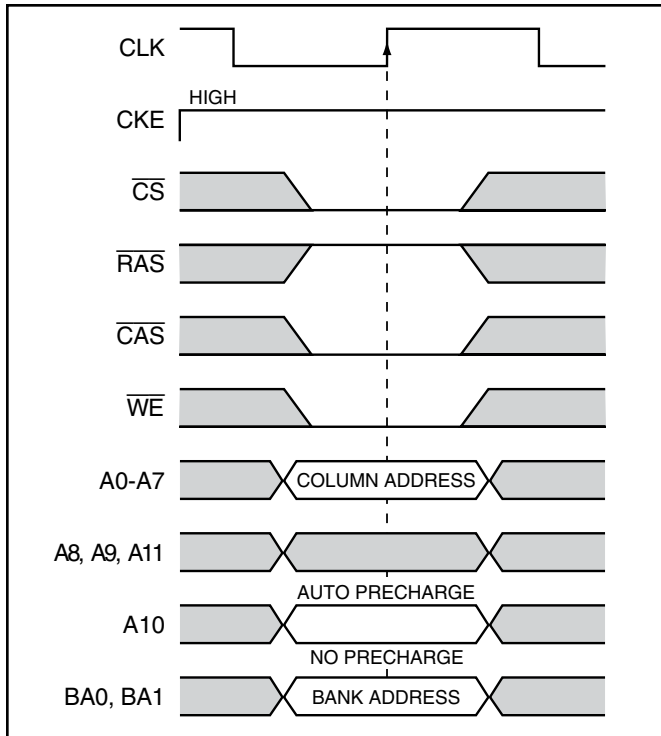 CLK
HIGH
CKE
CS
RAS
CAS
WE
A0-A7 COLUMN ADDRESS
A8, A9, A11
AUTO PRECHARGE
A10
NO PRECHARGE
BA0, BA1 BANK ADDRESS